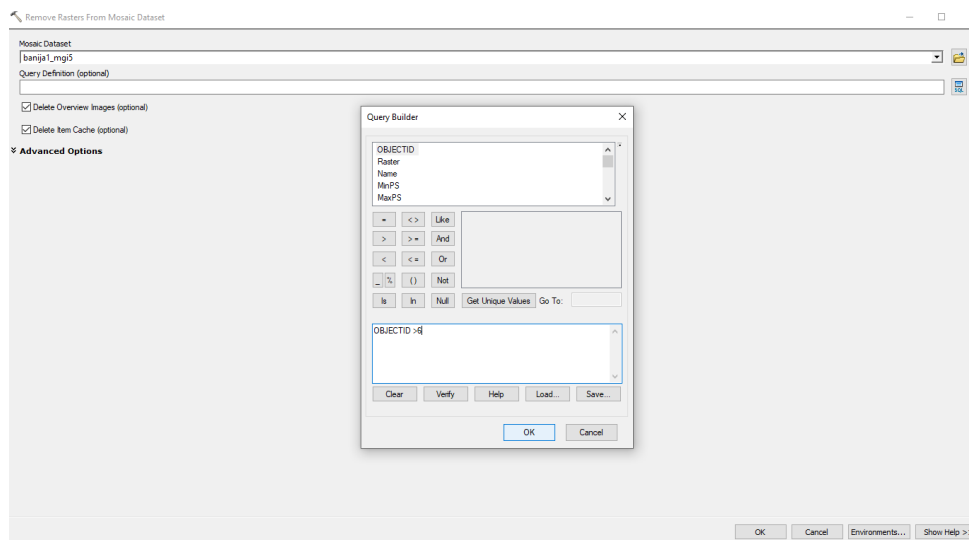 Remove Rasters From Mosaic Dataset
Mosaic Dataset
banija1_mgi5
Query Definition (optional)
SQL
Delete Overview Images (optional)
Delete Item Cache (optional)
Advanced Options
Query Builder
OBJECTID
Raster
Name
MinPS
MaxPS
= <> Like
> >= And
< <= Or
_ % () Not
Is In Null Get Unique Values Go To:
OBJECTID >6
Clear Verify Help Load... Save...
OK Cancel
OK Cancel Environments... Show Help >